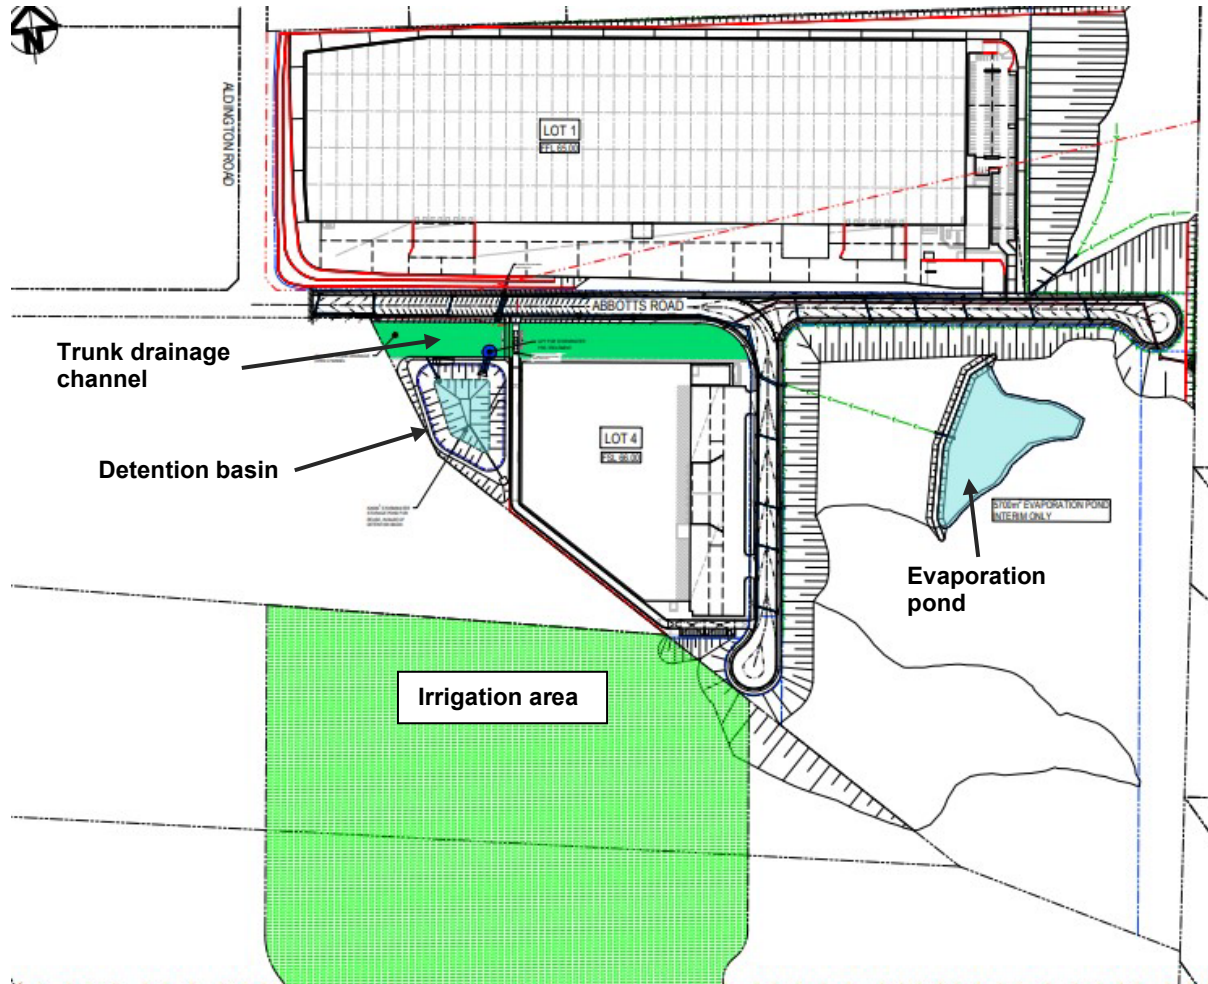 N
ALDINGTON ROAD
LOT 1
FFL 65.00
ABBOTTS ROAD
Trunk drainage
channel
LOT 4
FSL 66.00
Detention basin
5700m² EVAPORATION POND
INTERIM ONLY
Evaporation
pond
Irrigation area